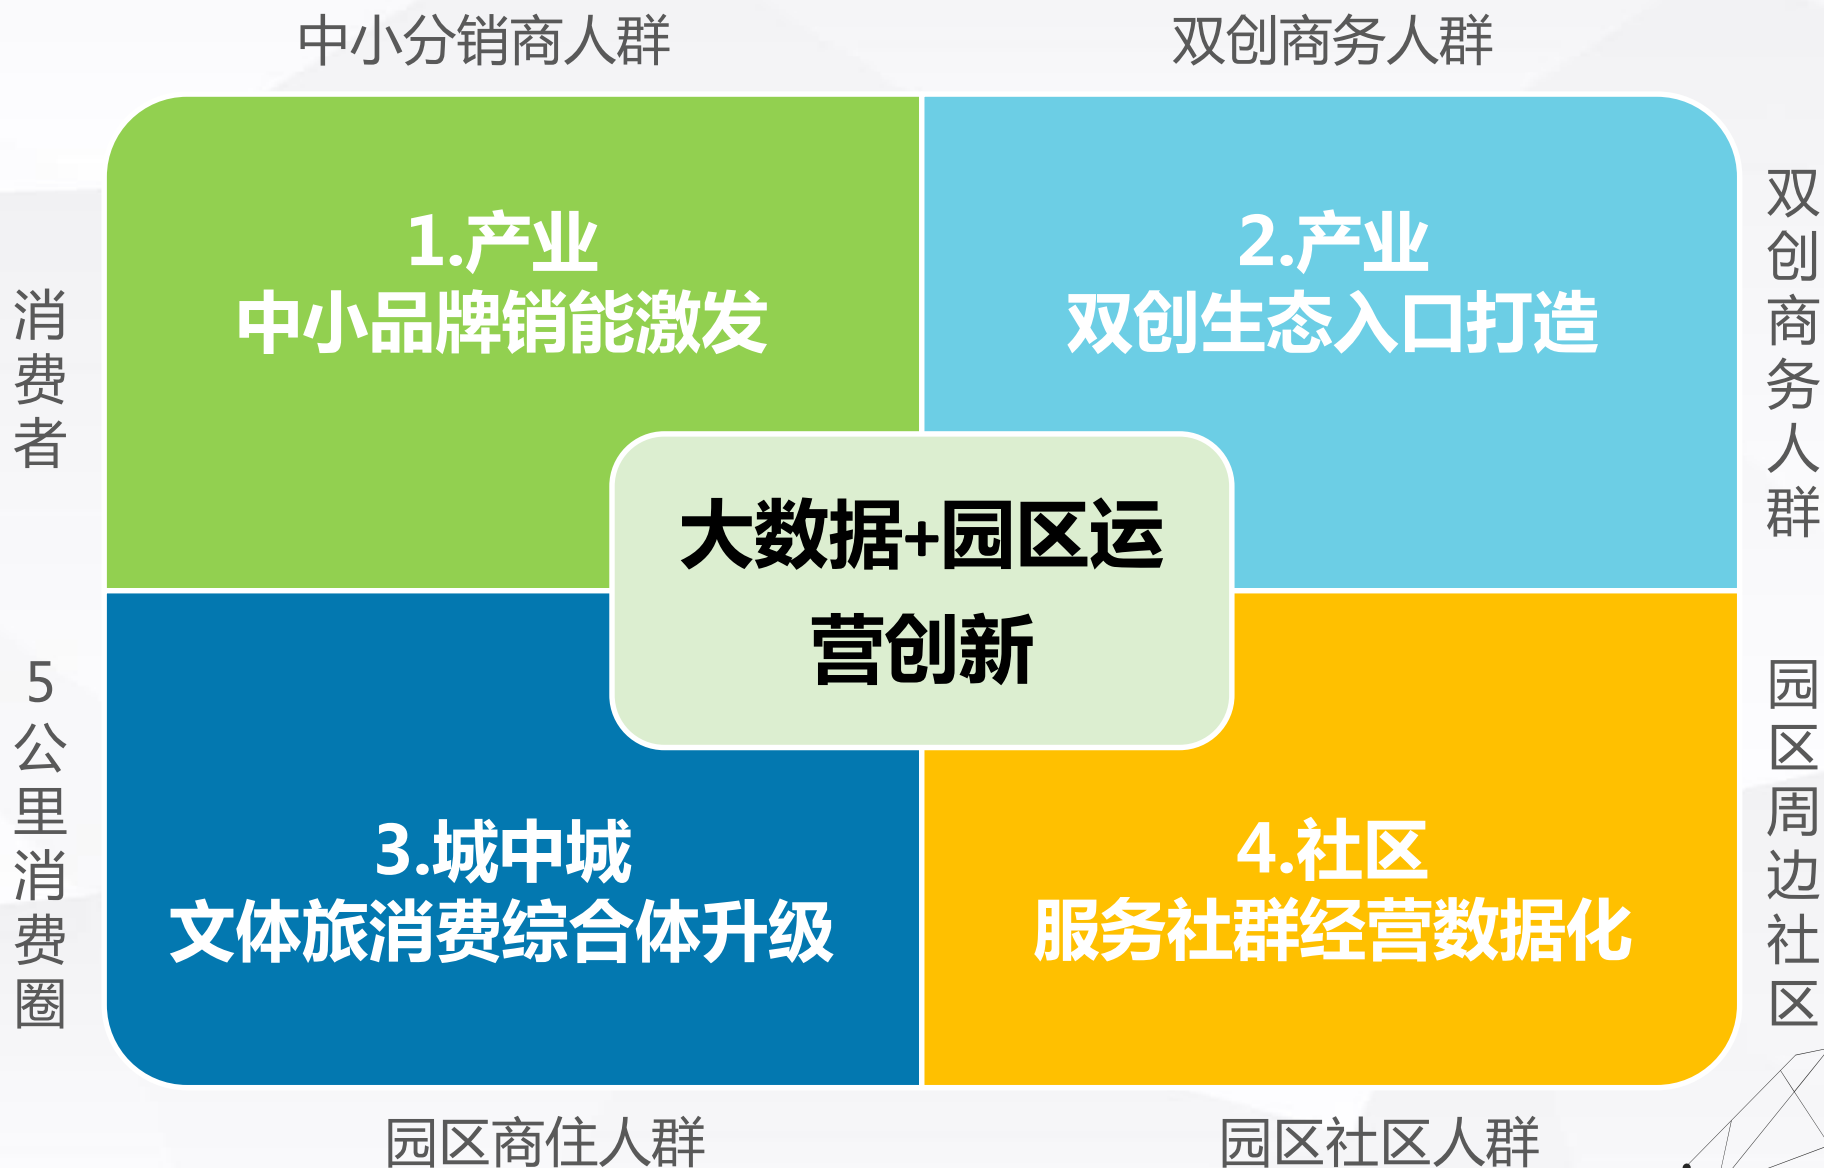 中小分销商人群
双创商务人群
消费者
1.产业
中小品牌销能激发
2.产业
双创生态入口打造
双创商务人群
大数据+园区运
营创新
5公里消费圈
3.城中城
文体旅消费综合体升级
4.社区
服务社群经营数据化
园区周边社区
园区商住人群
园区社区人群